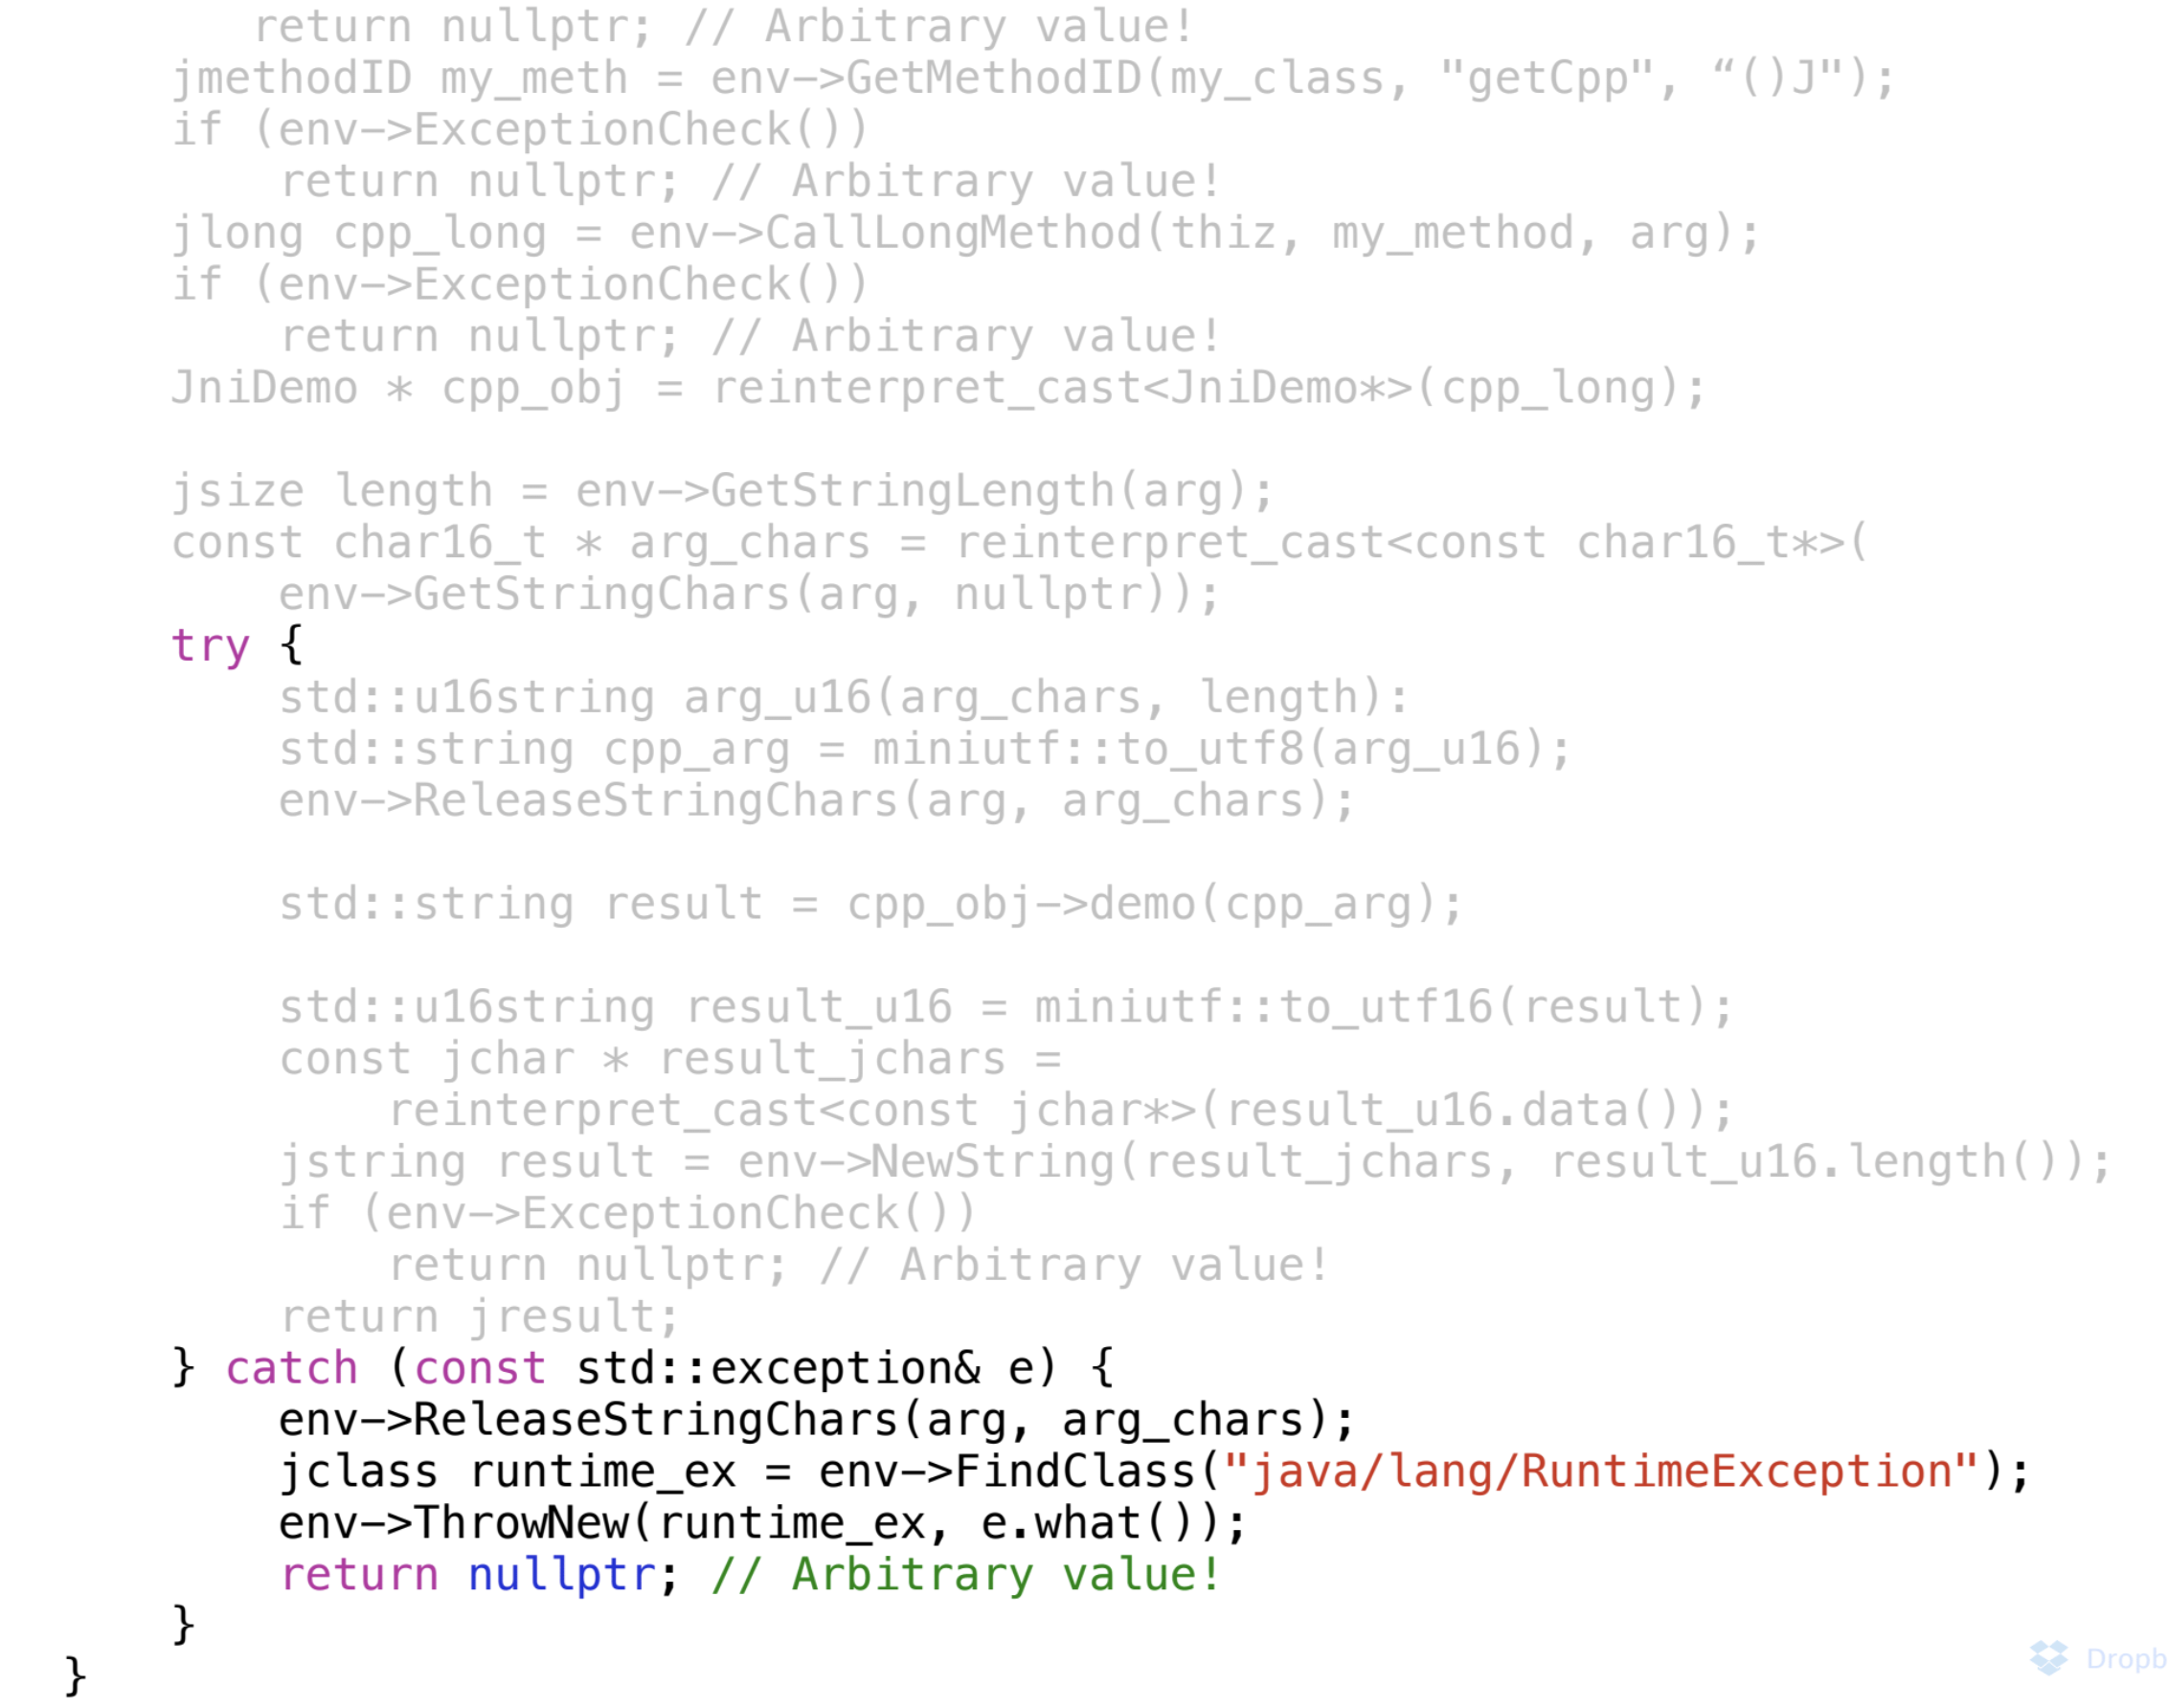 return nullptr; // Arbitrary value!
jmethodID my_meth = env->GetMethodID(my_class, "getCpp", “()J");
if (env->ExceptionCheck())
return nullptr; // Arbitrary value!
jlong cpp_long = env->CallLongMethod(thiz, my_method, arg);
if (env->ExceptionCheck())
return nullptr; // Arbitrary value!
JniDemo * cpp_obj = reinterpret_cast<JniDemo*>(cpp_long);
jsize length = env->GetStringLength(arg);
const char16_t * arg_chars = reinterpret_cast<const char16_t*>(
env->GetStringChars(arg, nullptr));
try {
std::u16string arg_u16(arg_chars, length):
std::string cpp_arg = miniutf::to_utf8(arg_u16);
env->ReleaseStringChars(arg, arg_chars);
std::string result = cpp_obj->demo(cpp_arg);
std::u16string result_u16 = miniutf::to_utf16(result);
const jchar * result_jchars =
reinterpret_cast<const jchar*>(result_u16.data());
jstring result = env->NewString(result_jchars, result_u16.length());
if (env->ExceptionCheck())
return nullptr; // Arbitrary value!
return jresult;
} catch (const std::exception& e) {
env->ReleaseStringChars(arg, arg_chars);
jclass runtime_ex = env->FindClass("java/lang/RuntimeException");
env->ThrowNew(runtime_ex, e.what());
return nullptr; // Arbitrary value!
}
}
Dropb